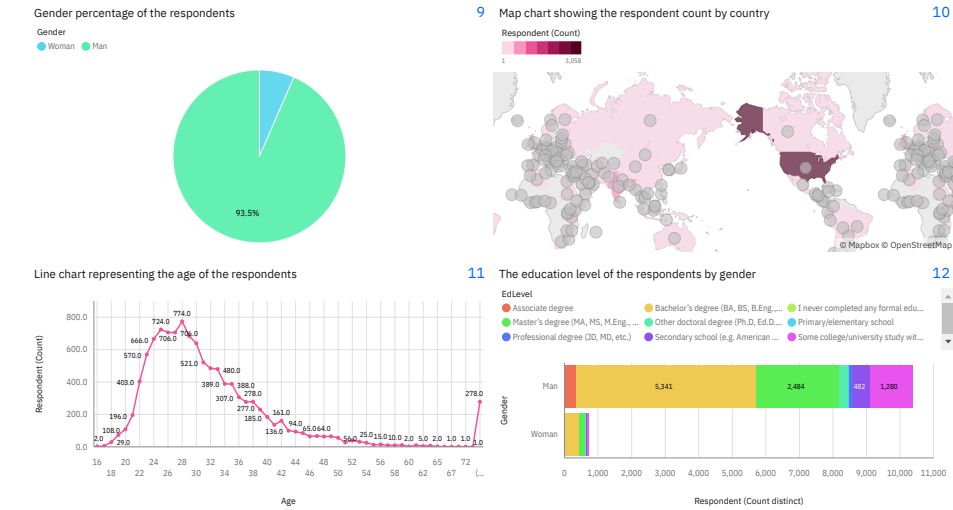 Gender percentage of the respondents 9
Gender
Woman Man
93.5%
Map chart showing the respondent count by country 10
Respondent (Count)
1 3,058
© Mapbox © OpenStreetMap
Line chart representing the age of the respondents 11
Respondent (Count)
800.0
600.0
400.0
200.0
0.0
2.0 108.0 29.0 196.0 403.0 570.0 666.0 724.0 706.0 774.0 706.0 521.0 389.0 480.0 307.0 388.0 277.0 278.0 185.0 136.0 161.0 94.0 65.0 64.0 56.0 25.0 15.0 10.0 2.0 5.0 2.0 1.0 1.0 1.0 278.0
16 20 24 28 32 36 40 44 48 52 56 60 65 72
18 22 26 30 34 38 42 46 50 54 58 62 67 (...
Age
The education level of the respondents by gender 12
EdLevel
Associate degree Bachelor's degree (BA, BS, B.Eng.,... I never completed any formal edu...
Master's degree (MA, MS, M.Eng., ... Other doctoral degree (Ph.D, Ed.D.... Primary/elementary school
Professional degree (JD, MD, etc.) Secondary school (e.g. American ... Some college/university study wit...
Gender
Man 5,341 2,484 482 1,280
Woman
0 1,000 2,000 3,000 4,000 5,000 6,000 7,000 8,000 9,000 10,000 11,000
Respondent (Count distinct)